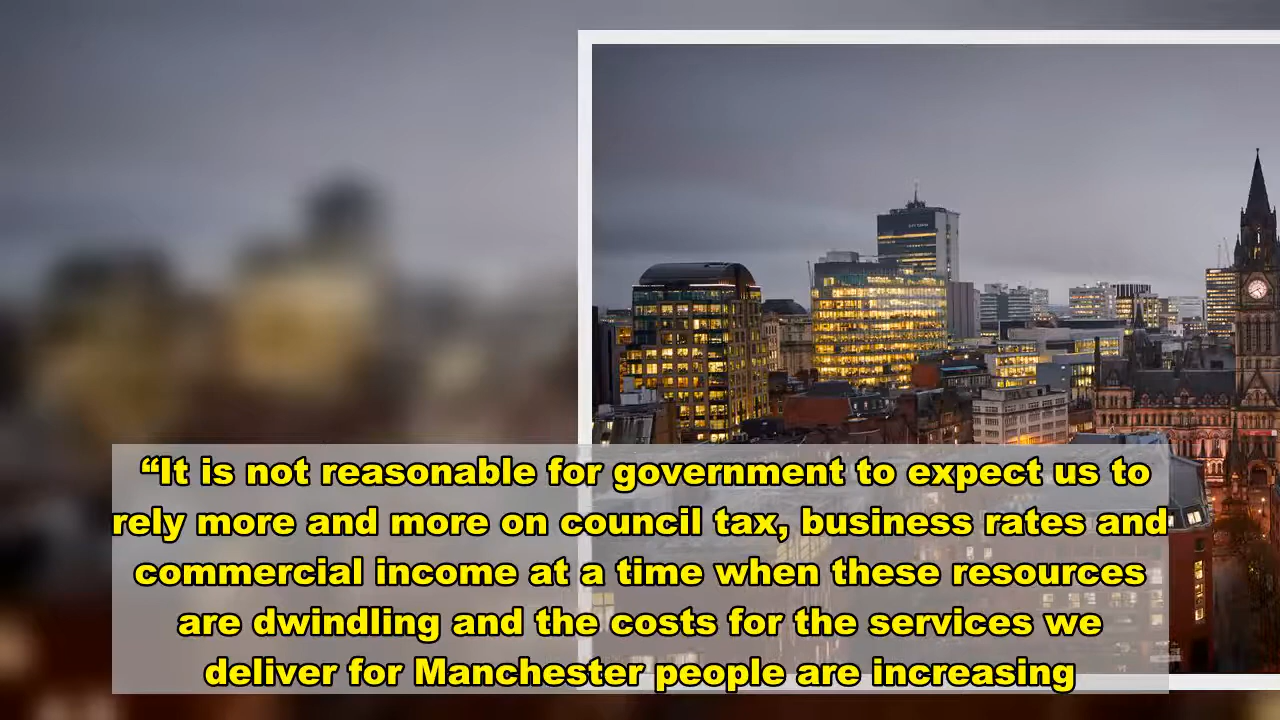 “It is not reasonable for government to expect us to
rely more and more on council tax, business rates and
commercial income at a time when these resources
are dwindling and the costs for the services we
deliver for Manchester people are increasing